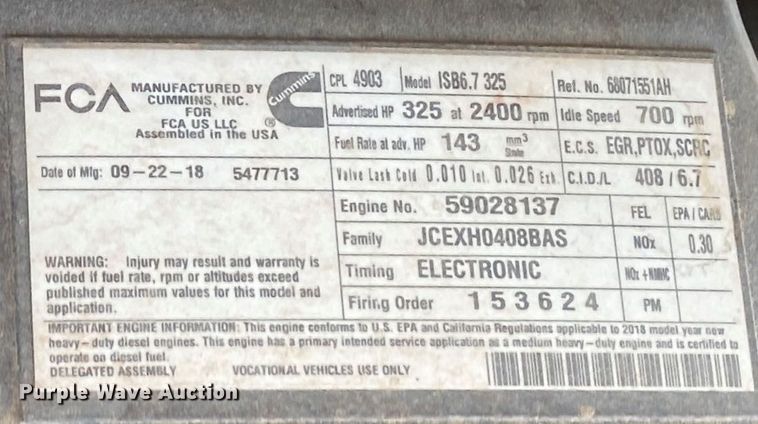 FCA
MANUFACTURED BY
CUMMINS, INC.
FOR
FCA US LLC
Assembled in the USA
Cummins
®
CPL 4903 Model ISB6.7 325 Ref. No. 68071551AH
Advertised HP 325 at 2400 rpm Idle Speed 700 rpm
Fuel Rate at adv. HP 143 mm3 Stroke E.C.S. EGR,PTOX,SCRC
Date of Mfg: 09-22-18 5477713 Valve Lash Cold 0.010 Int. 0.026 Exh. C.I.D./L 408 / 6.7
Engine No. 59028137 FEL EPA / CARB
Family JCEXH0408BAS NOx 0.30
Timing ELECTRONIC NOx +NMHC
Firing Order 1 5 3 6 2 4 PM
WARNING: Injury may result and warranty is
voided if fuel rate, rpm or altitudes exceed
published maximum values for this model and
application.
IMPORTANT ENGINE INFORMATION: This engine conforms to U.S. EPA and California Regulations applicable to 2018 model year new
heavy-duty diesel engines. This engine has a primary intended service application as a medium heavy-duty engine and is certified to
operate on diesel fuel.
DELEGATED ASSEMBLY VOCATIONAL VEHICLES USE ONLY
Purple Wave Auction